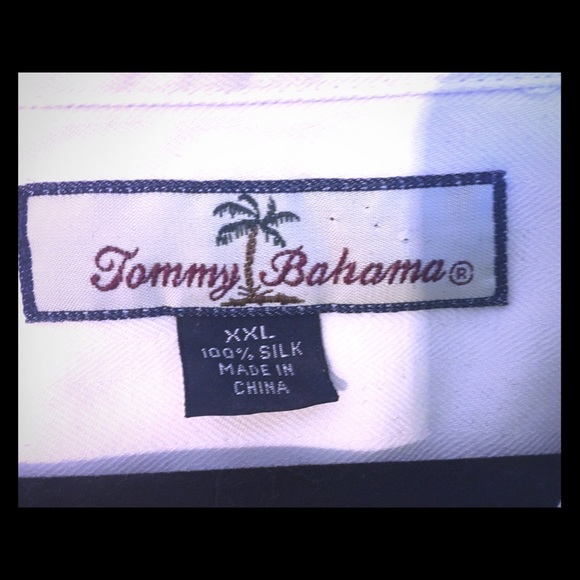 Tommy Bahama®
XXL
100% SILK
MADE IN
CHINA